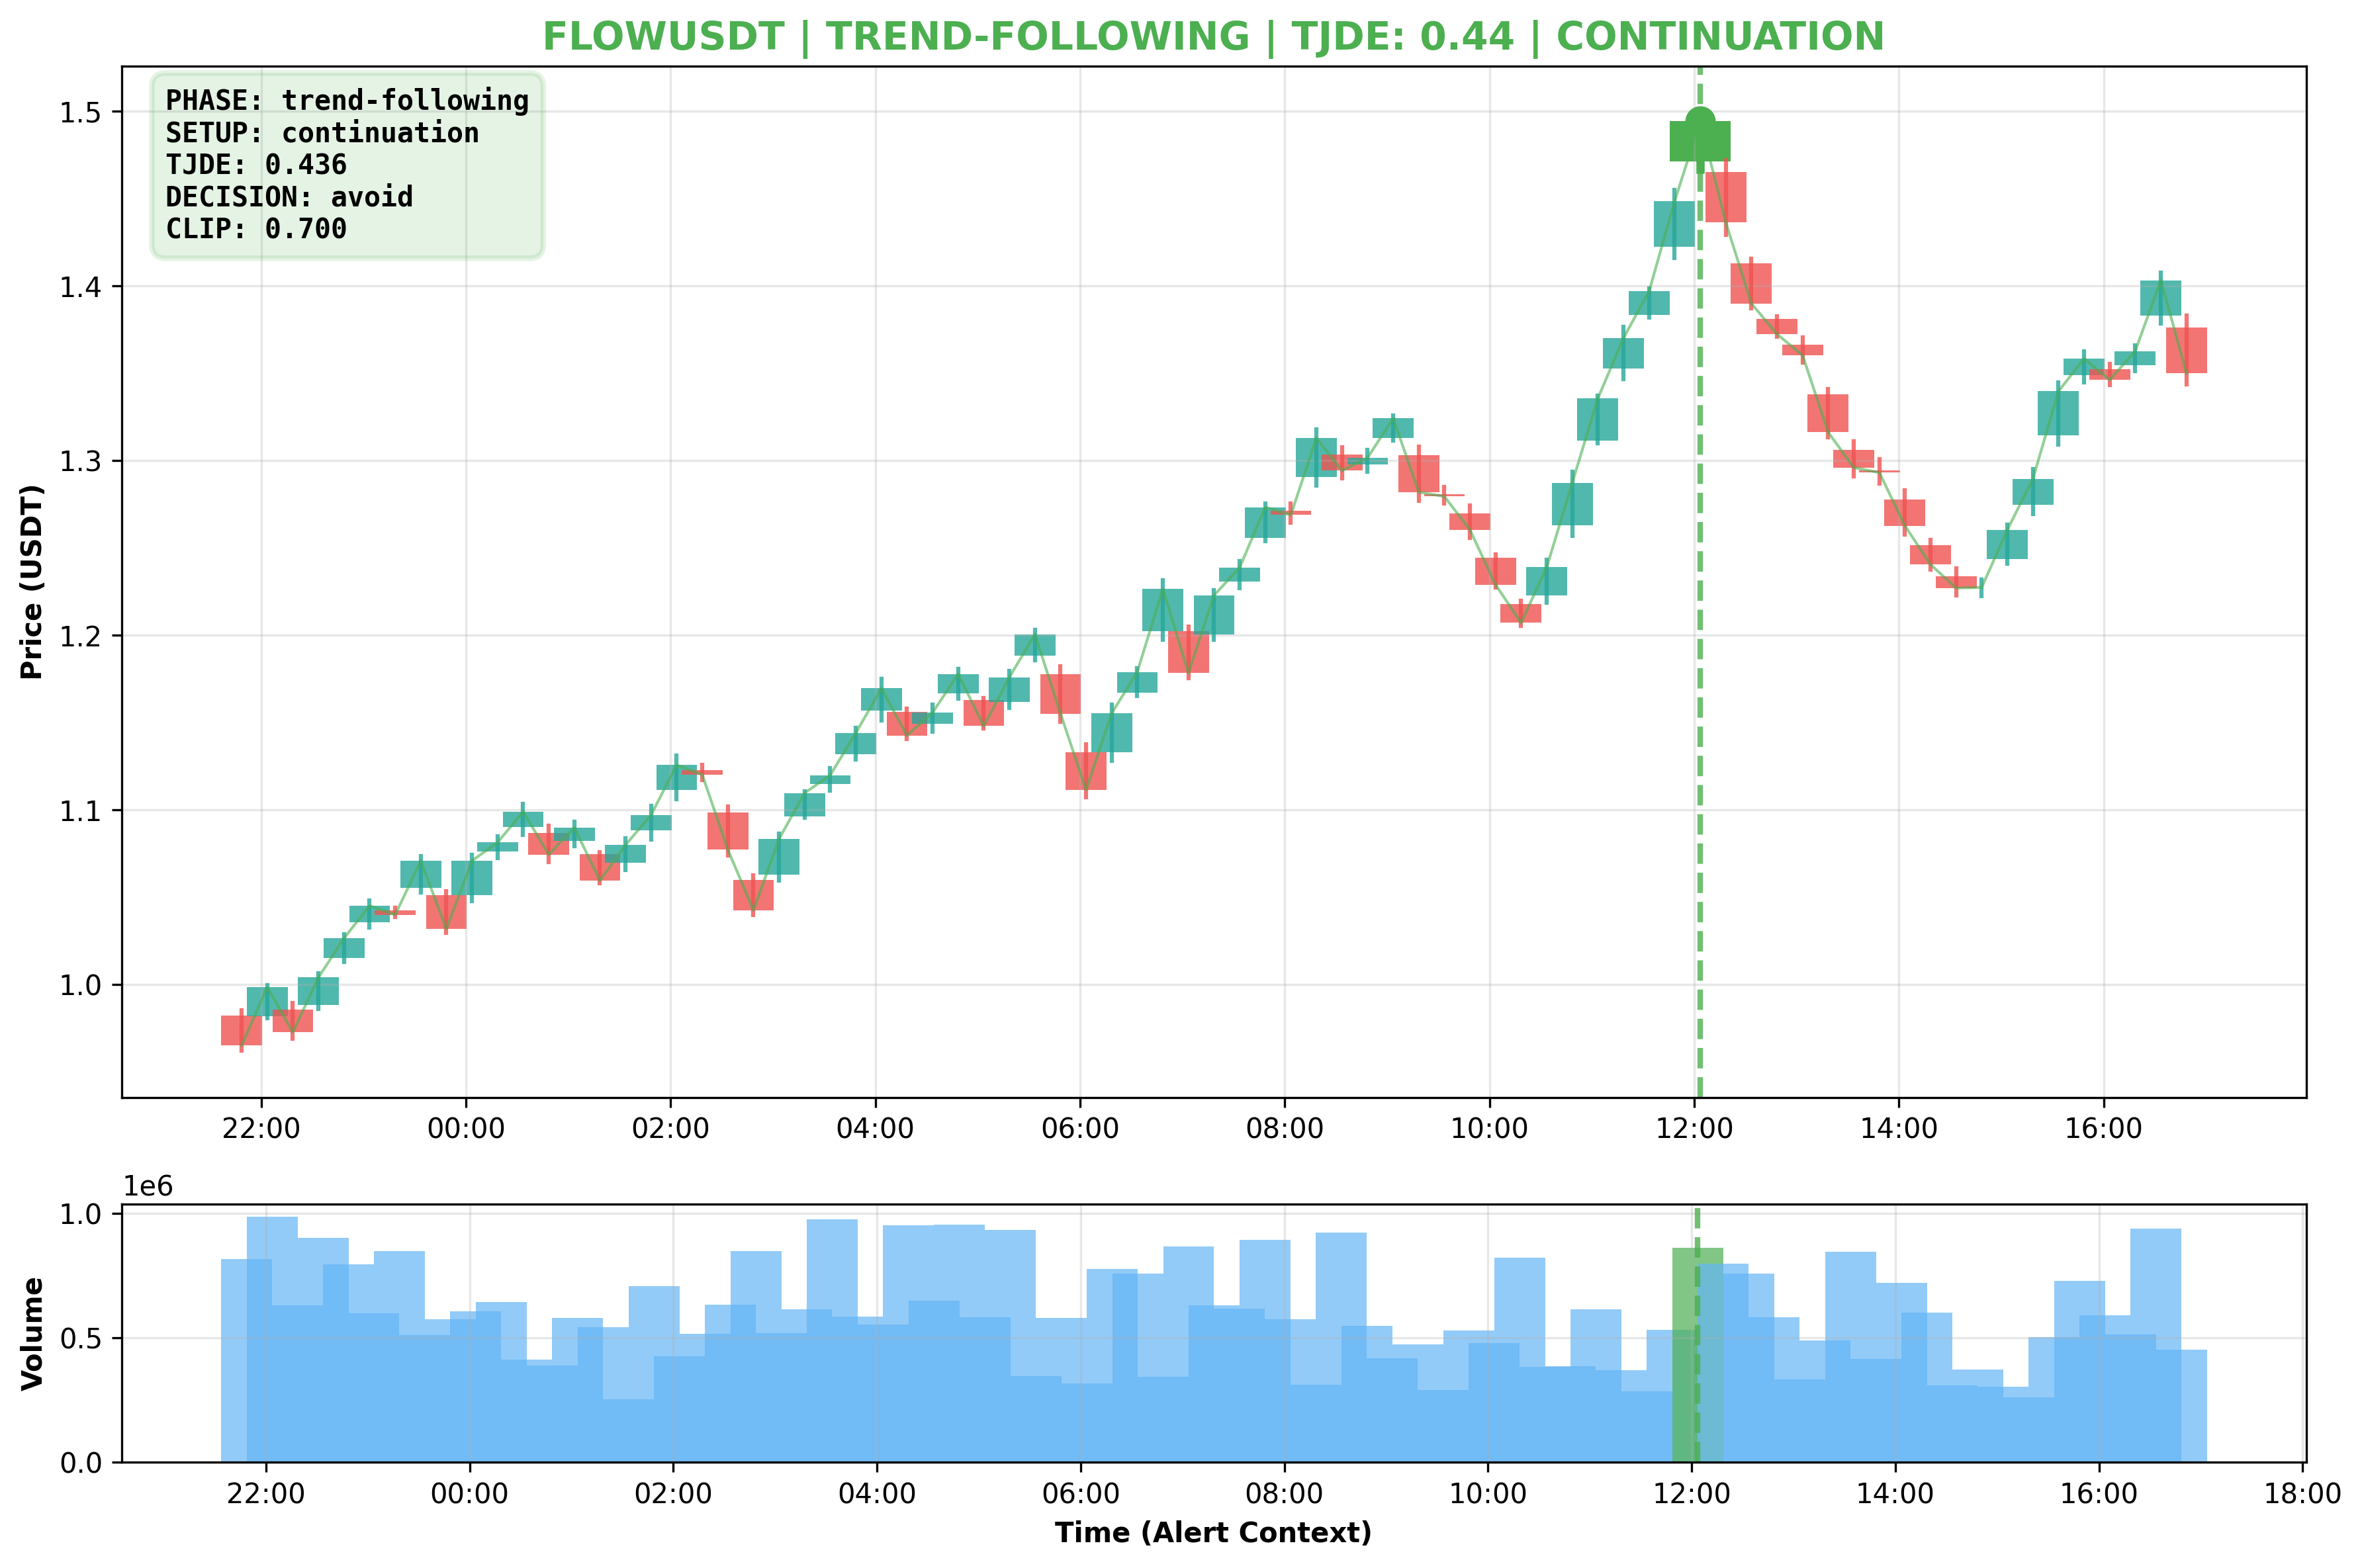 FLOWUSDT | TREND-FOLLOWING | TJDE: 0.44 | CONTINUATION
PHASE: trend-following
SETUP: continuation
TJDE: 0.436
DECISION: avoid
CLIP: 0.700
Price (USDT)
1.5
1.4
1.3
1.2
1.1
1.0
22:00 00:00 02:00 04:00 06:00 08:00 10:00 12:00 14:00 16:00
1e6
Volume
1.0
0.5
0.0
22:00 00:00 02:00 04:00 06:00 08:00 10:00 12:00 14:00 16:00 18:00
Time (Alert Context)